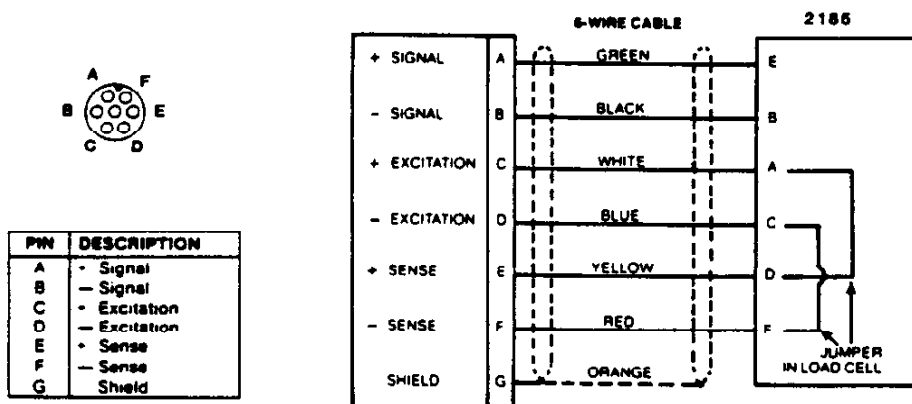 A F
B E
C D
PIN DESCRIPTION
A - Signal
B — Signal
C - Excitation
D — Excitation
E + Sense
F — Sense
G Shield
6-WIRE CABLE 2185
+ SIGNAL A GREEN E
- SIGNAL B BLACK B
+ EXCITATION C WHITE A
- EXCITATION D BLUE C
+ SENSE E YELLOW D
- SENSE F RED F
SHIELD G ORANGE
JUMPER
IN LOAD CELL